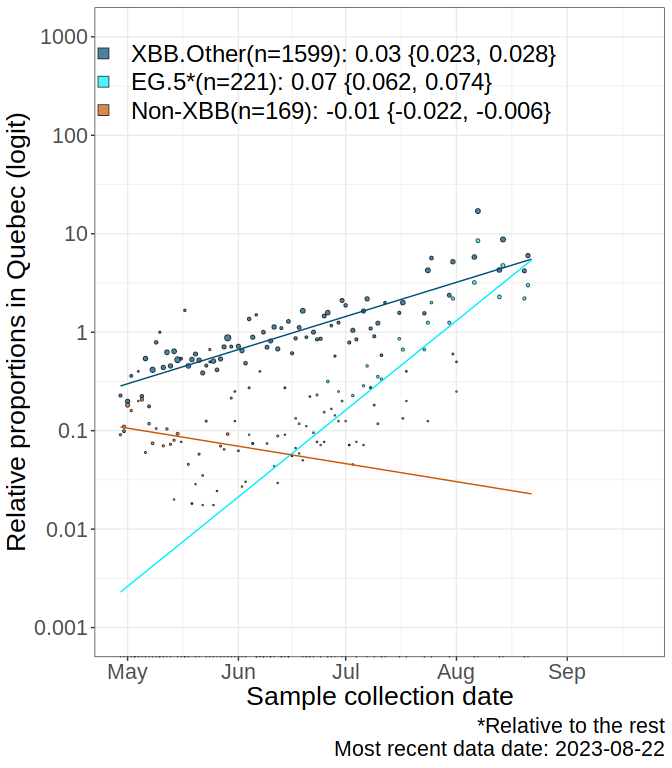 1000
100
10
1
0.1
0.01
0.001
Relative proportions in Quebec (logit)
XBB.Other(n=1599): 0.03 {0.023, 0.028}
EG.5*(n=221): 0.07 {0.062, 0.074}
Non-XBB(n=169): -0.01 {-0.022, -0.006}
May Jun Jul Aug Sep
Sample collection date
*Relative to the rest
Most recent data date: 2023-08-22